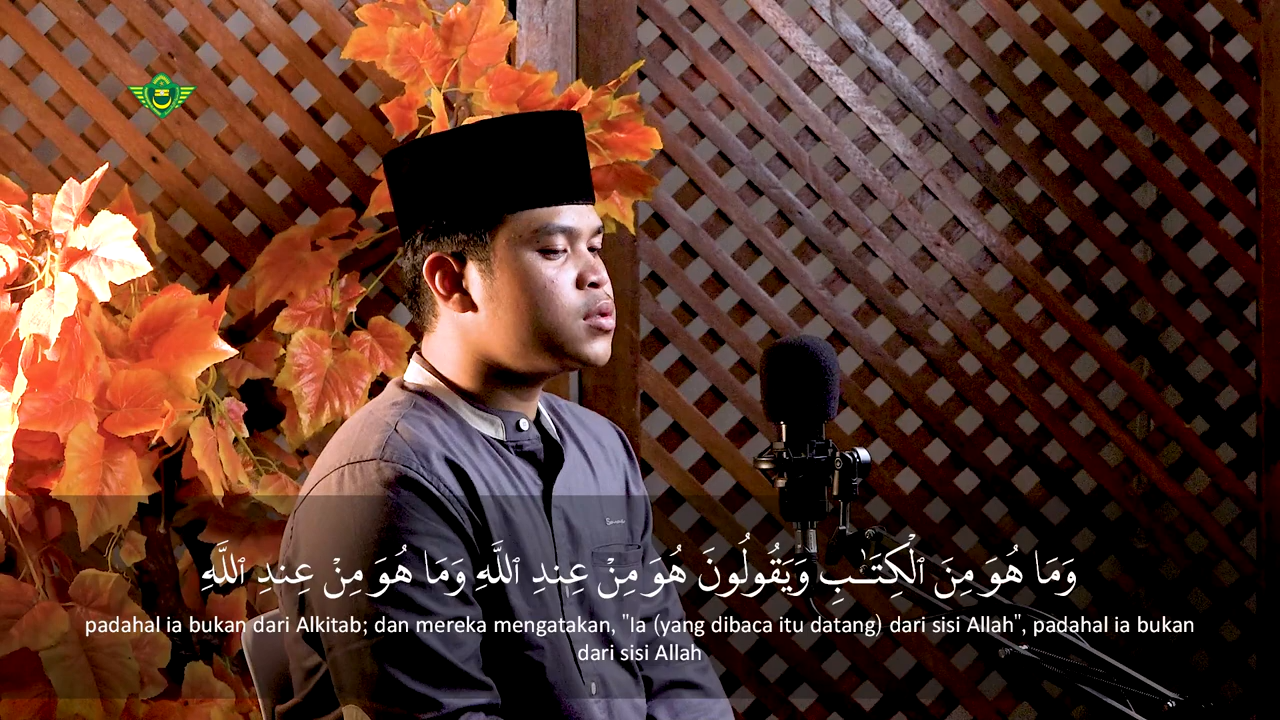 وَمَا هُوَ مِنَ ٱلْكِتَـٰبِ وَيَقُولُونَ هُوَ مِنْ عِندِ ٱللَّهِ وَمَا هُوَ مِنْ عِندِ ٱللَّهِ
padahal ia bukan dari Alkitab; dan mereka mengatakan, "Ia (yang dibaca itu datang) dari sisi Allah", padahal ia bukan
dari sisi Allah